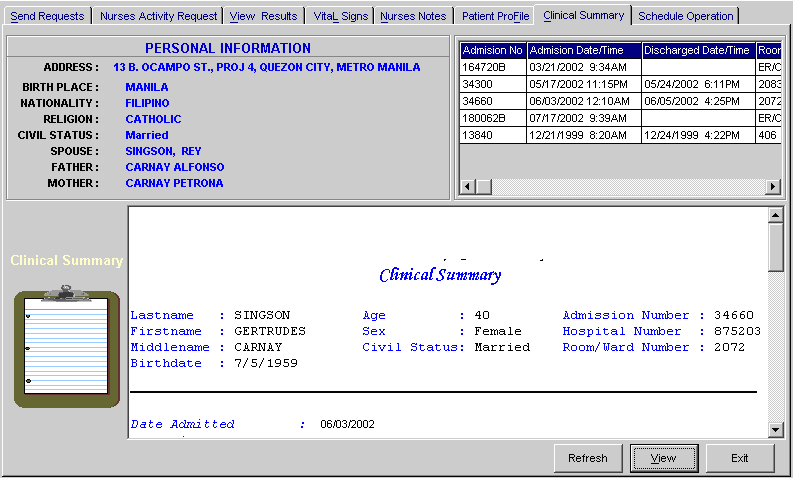 Send Requests Nurses Activity Request View Results VitaL Signs Nurses Notes Patient ProFile Clinical Summary Schedule Operation
PERSONAL INFORMATION
ADDRESS : 13 B. OCAMPO ST., PROJ 4, QUEZON CITY, METRO MANILA
BIRTH PLACE : MANILA
NATIONALITY : FILIPINO
RELIGION : CATHOLIC
CIVIL STATUS : Married
SPOUSE : SINGSON, REY
FATHER : CARNAY ALFONSO
MOTHER : CARNAY PETRONA
Admision No Admision Date/Time Discharged Date/Time Room
164720B 03/21/2002 9:34AM ER/O
34300 05/17/2002 11:15PM 05/24/2002 6:11PM 2083
34660 06/03/2002 12:10AM 06/05/2002 4:25PM 2072
180062B 07/17/2002 9:39AM ER/O
13840 12/21/1999 8:20AM 12/24/1999 4:22PM 406
Clinical Summary
Clinical Summary
Lastname : SINGSON Age : 40 Admission Number : 34660
Firstname : GERTRUDES Sex : Female Hospital Number : 875203
Middlename : CARNAY Civil Status: Married Room/Ward Number : 2072
Birthdate : 7/5/1959
Date Admitted : 06/03/2002
Refresh View Exit